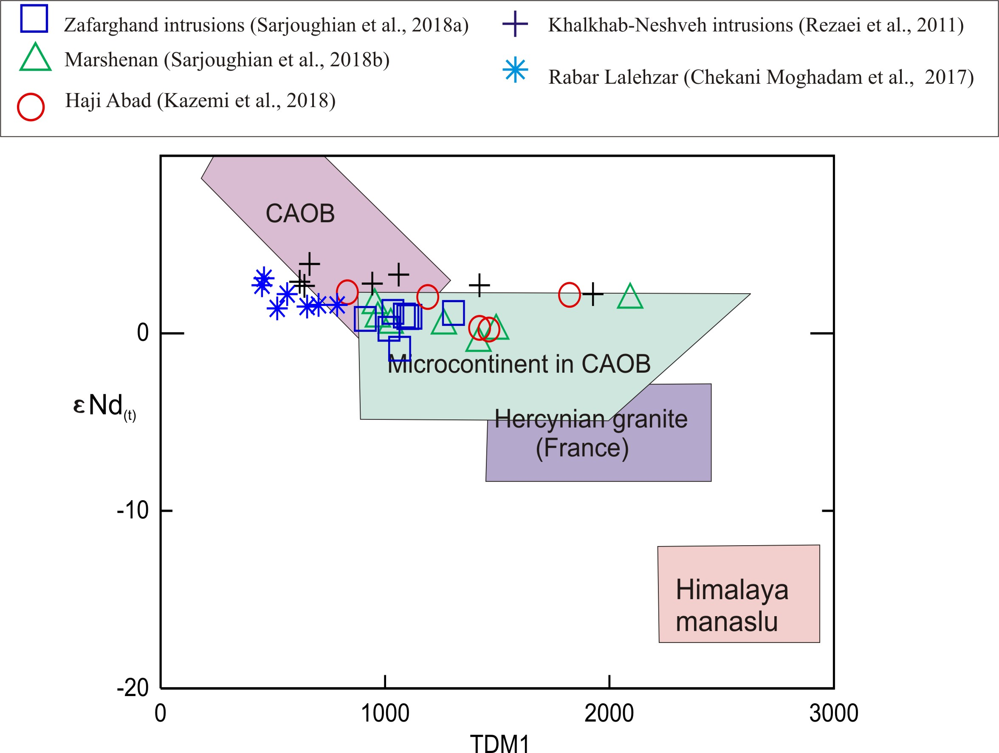 Zafarghand intrusions (Sarjoughian et al., 2018a)
Marshenan (Sarjoughian et al., 2018b)
Haji Abad (Kazemi et al., 2018)
Khalkhab-Neshveh intrusions (Rezaei et al., 2011)
Rabar Lalehzar (Chekani Moghadam et al., 2017)
CAOB
0
Microcontinent in CAOB
εNd(t)
Hercynian granite
(France)
-10
Himalaya
manaslu
-20
0 1000 2000 3000
TDM1